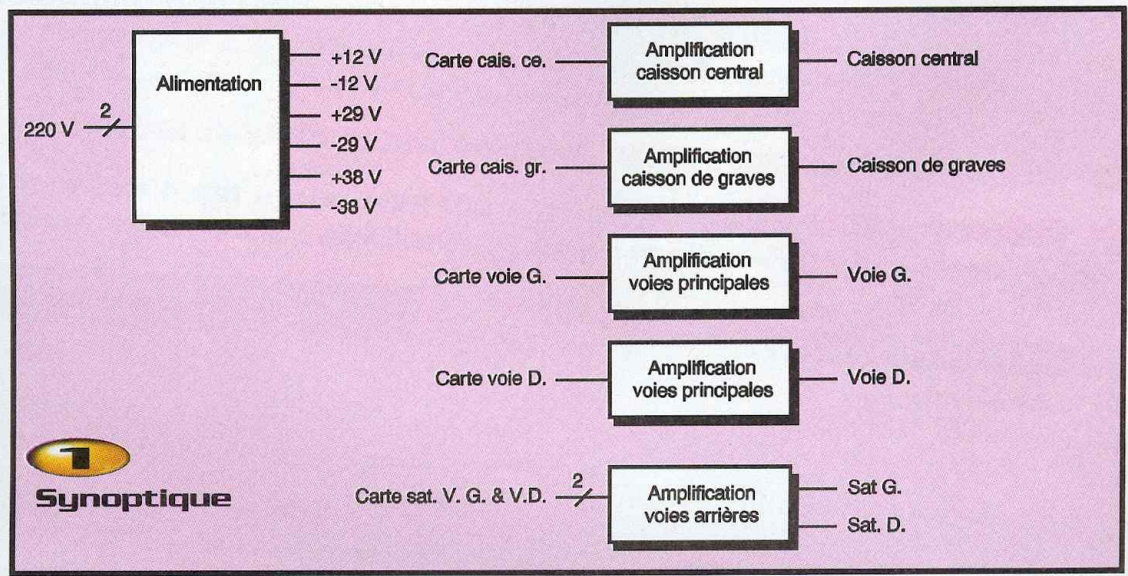 Alimentation
220 V
2
+12 V
-12 V
+29 V
-29 V
+38 V
-38 V
Carte cais. ce.
Amplification
caisson central
Caisson central
Carte cais. gr.
Amplification
caisson de graves
Caisson de graves
Carte voie G.
Amplification
voies principales
Voie G.
Carte voie D.
Amplification
voies principales
Voie D.
Carte sat. V. G. & V.D.
2
Amplification
voies arrières
Sat G.
Sat. D.
1
Synoptique